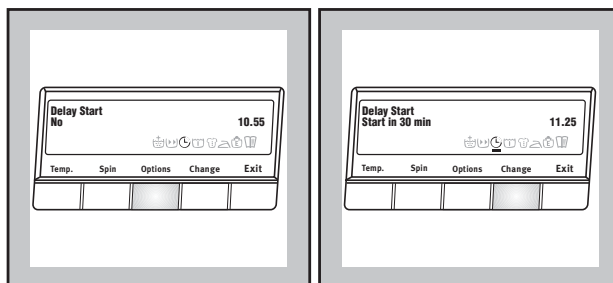 Delay Start
No 10.55
Temp. Spin Options Change Exit
Delay Start
Start in 30 min 11.25
Temp. Spin Options Change Exit